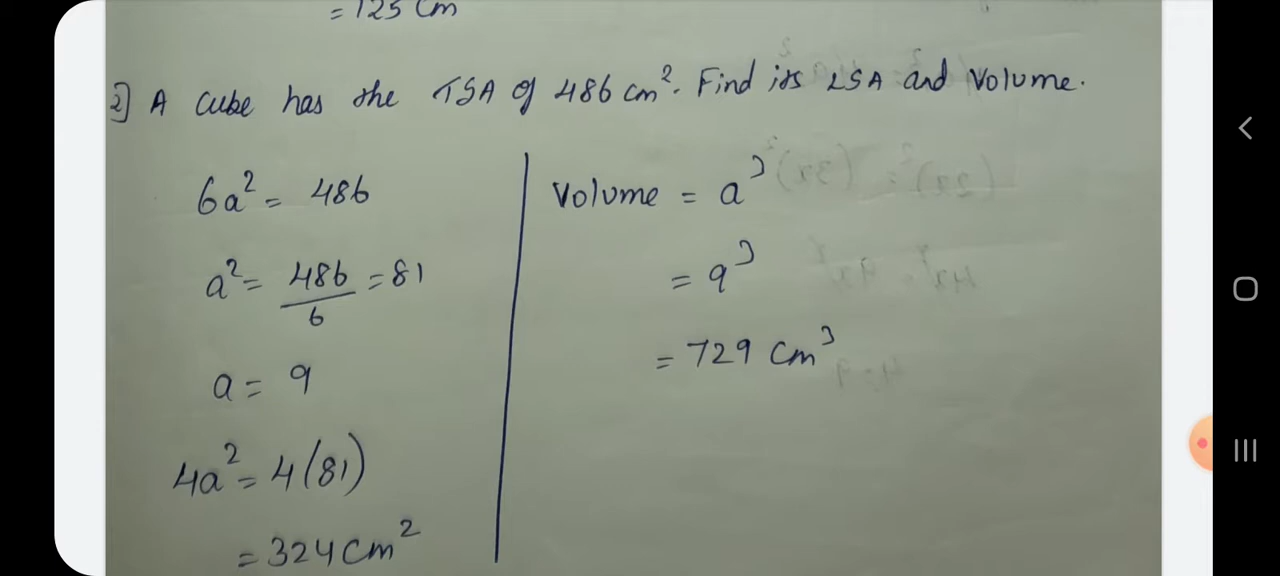 = 125 cm
2] A cube has the TSA of 486 cm². Find its LSA and Volume.
6a² = 486
a² = 486/6 = 81
a = 9
4a² = 4(81)
= 324 cm²
Volume = a³
= 9³
= 729 cm³